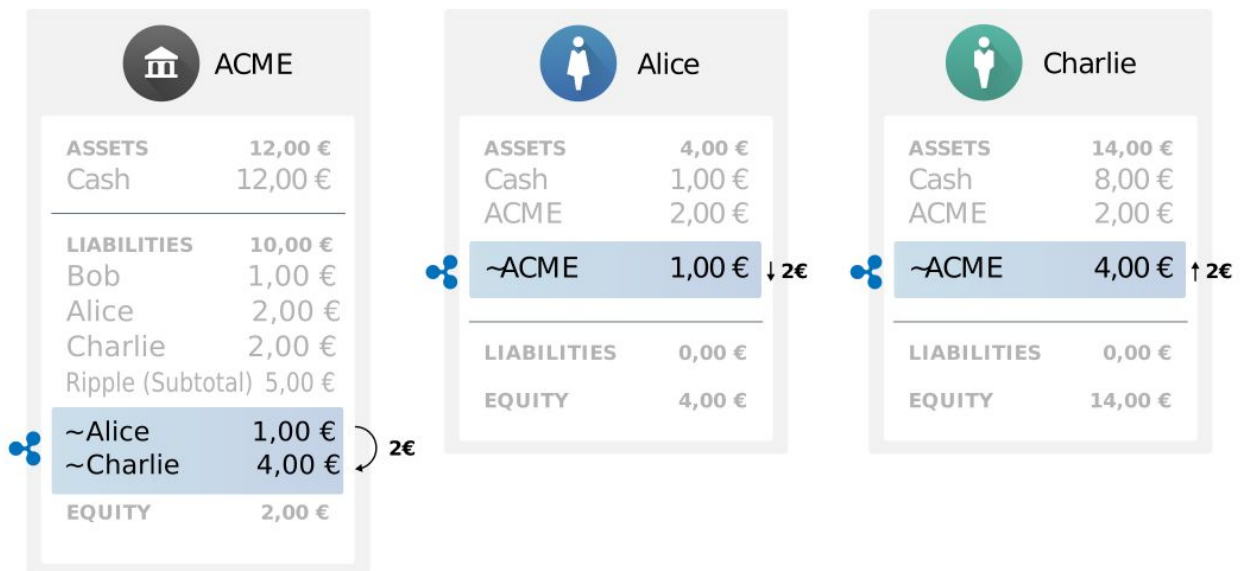 ACME
ASSETS 12,00 €
Cash 12,00 €
LIABILITIES 10,00 €
Bob 1,00 €
Alice 2,00 €
Charlie 2,00 €
Ripple (Subtotal) 5,00 €
~Alice 1,00 €
~Charlie 4,00 €
2€
EQUITY 2,00 €
Alice
ASSETS 4,00 €
Cash 1,00 €
ACME 2,00 €
~ACME 1,00 € ↓ 2€
LIABILITIES 0,00 €
EQUITY 4,00 €
Charlie
ASSETS 14,00 €
Cash 8,00 €
ACME 2,00 €
~ACME 4,00 € ↑ 2€
LIABILITIES 0,00 €
EQUITY 14,00 €